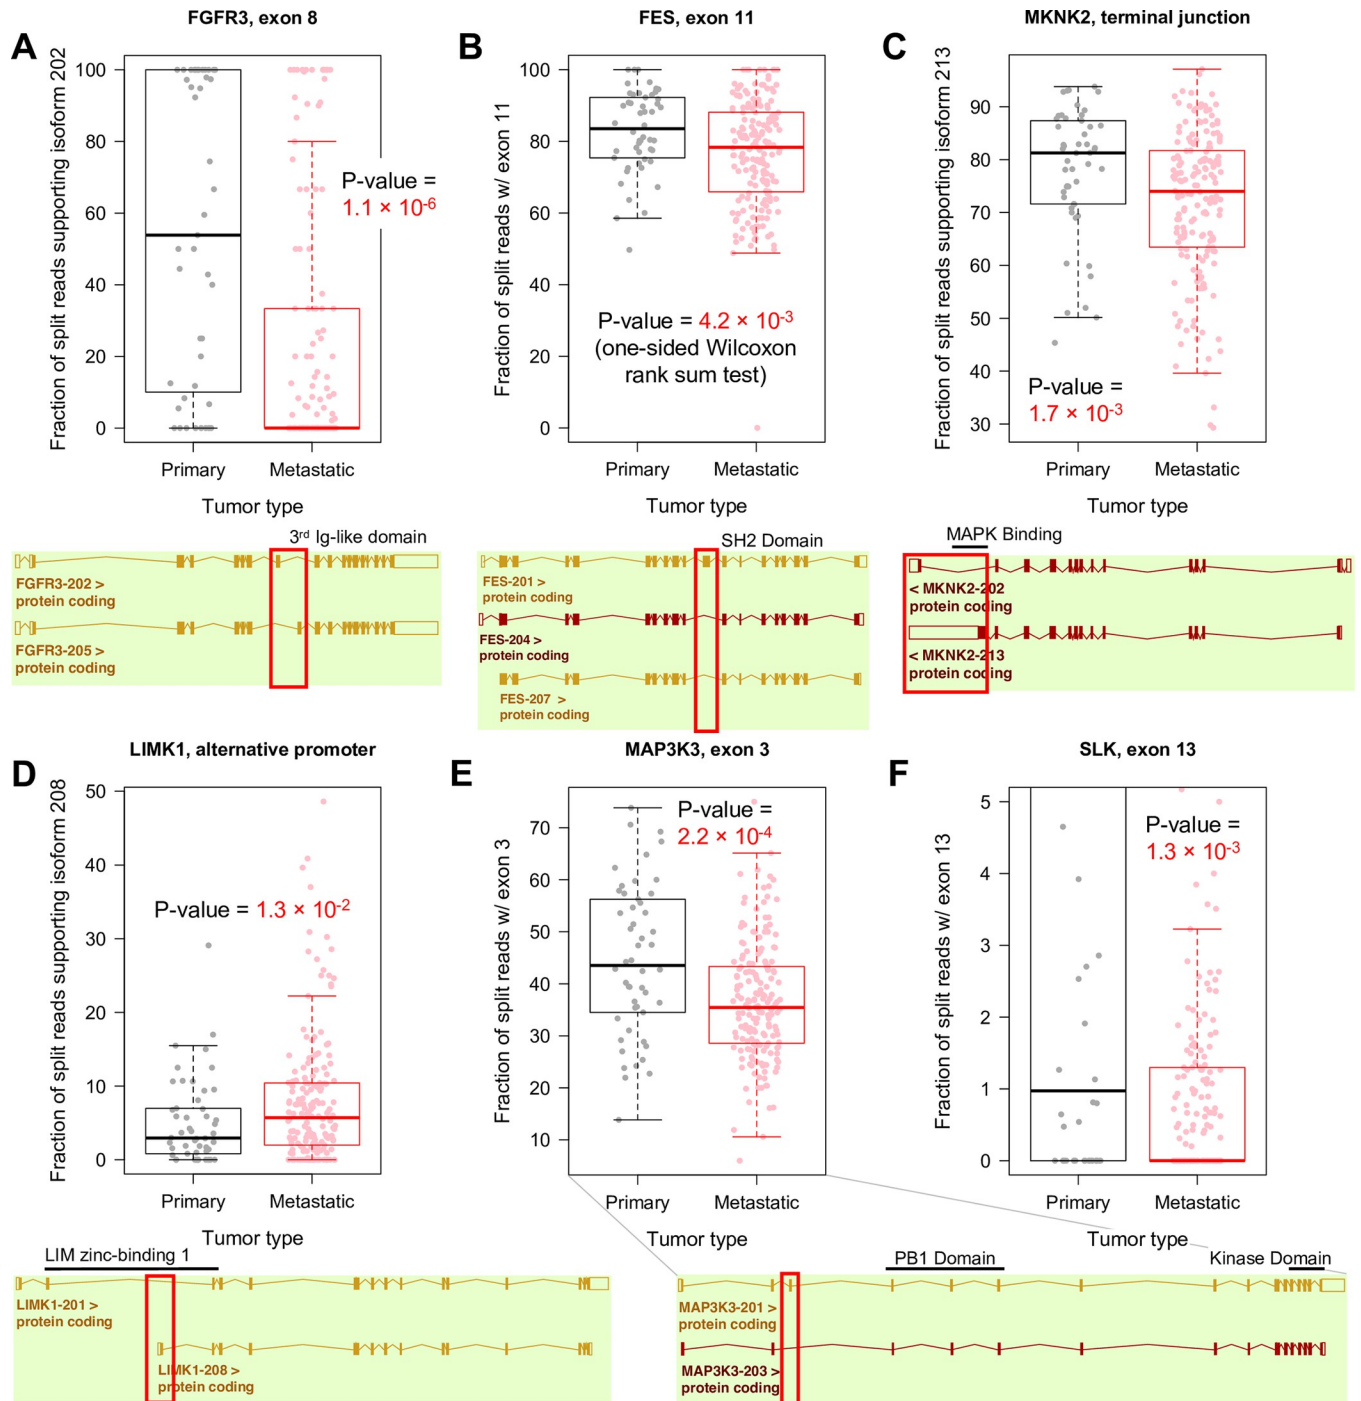 FGFR3, exon 8
A
Fraction of split reads supporting isoform 202
100
80
60
40
20
0
P-value =
1.1 × 10-6
Primary
Metastatic
Tumor type
3rd Ig-like domain
FGFR3-202 >
protein coding
FGFR3-205 >
protein coding
FES, exon 11
B
Fraction of split reads w/ exon 11
100
80
60
40
20
0
P-value = 4.2 × 10-3
(one-sided Wilcoxon
rank sum test)
Primary
Metastatic
Tumor type
SH2 Domain
FES-201 >
protein coding
FES-204 >
protein coding
FES-207 >
protein coding
MKNK2, terminal junction
C
Fraction of split reads supporting isoform 213
90
80
70
60
50
40
30
P-value =
1.7 × 10-3
Primary
Metastatic
Tumor type
MAPK Binding
< MKNK2-202
protein coding
< MKNK2-213
protein coding
LIMK1, alternative promoter
D
Fraction of split reads supporting isoform 208
50
40
30
20
10
0
P-value = 1.3 × 10-2
Primary
Metastatic
Tumor type
LIM zinc-binding 1
LIMK1-201 >
protein coding
LIMK1-208 >
protein coding
MAP3K3, exon 3
E
Fraction of split reads w/ exon 3
70
60
50
40
30
20
10
P-value =
2.2 × 10-4
Primary
Metastatic
Tumor type
PB1 Domain
Kinase Domain
MAP3K3-201 >
protein coding
MAP3K3-203 >
protein coding
SLK, exon 13
F
Fraction of split reads w/ exon 13
5
4
3
2
1
0
P-value =
1.3 × 10-3
Primary
Metastatic
Tumor type